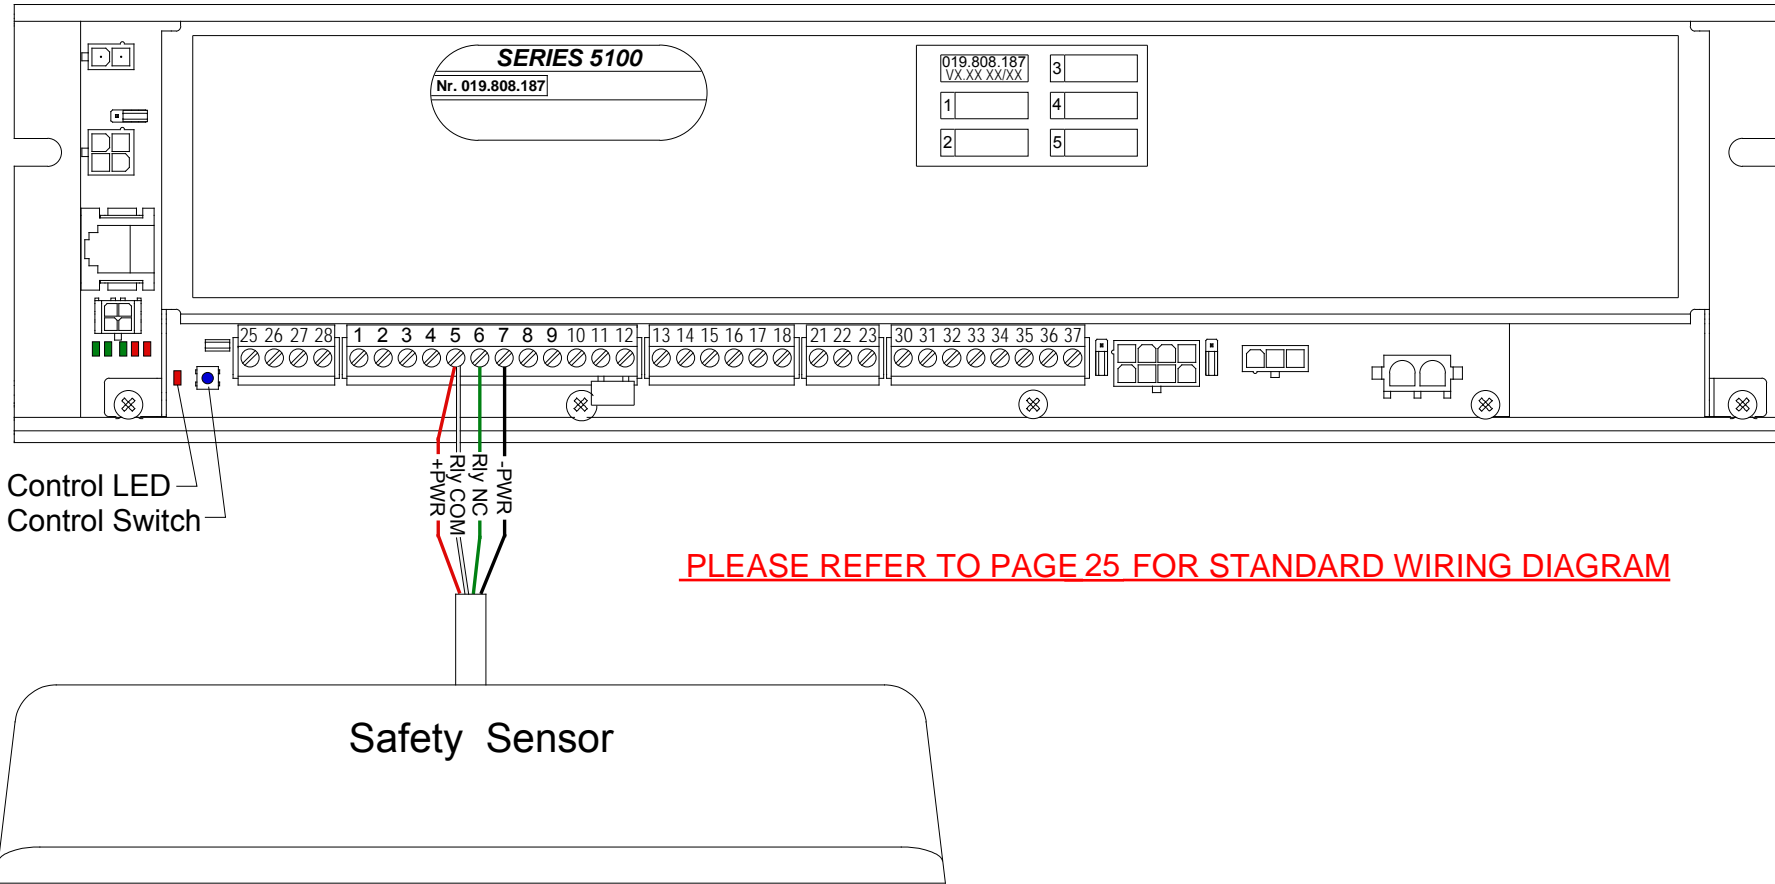 SERIES 5100
Nr. 019.808.187
019.808.187
VX.XX XX/XX
3
1
4
2
5
25 26 27 28 1 2 3 4 5 6 7 8 9 10 11 12 13 14 15 16 17 18 21 22 23 30 31 32 33 34 35 36 37
+PWR
Rly COM
Rly NC
-PWR
Control LED
Control Switch
PLEASE REFER TO PAGE 25 FOR STANDARD WIRING DIAGRAM
Safety Sensor